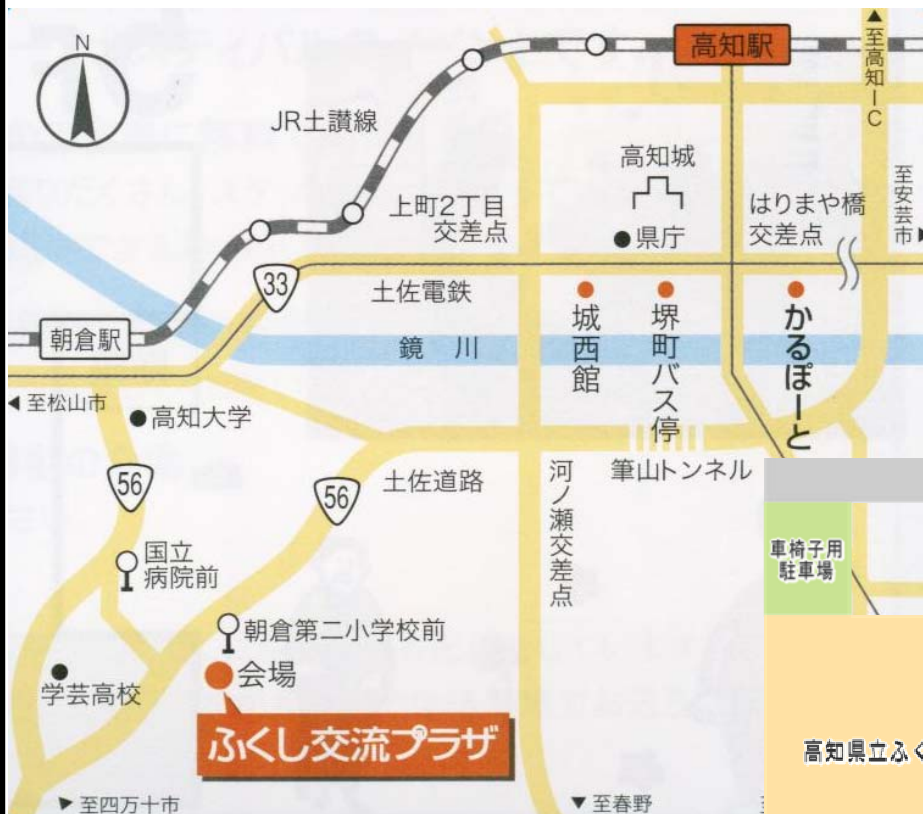 N
高知駅
▲至高知IC
JR土讃線
高知城
至安芸市▶
上町2丁目
交差点
●県庁
はりまや橋
交差点
33
土佐電鉄
朝倉駅
鏡川
城西館
堺町バス停
かるぽーと
◀至松山市
●高知大学
56
56
土佐道路
筆山トンネル
河ノ瀬交差点
国立
病院前
車椅子用
駐車場
朝倉第二小学校前
会場
学芸高校
ふくし交流プラザ
高知県立ふく
▶至四万十市
▼至春野